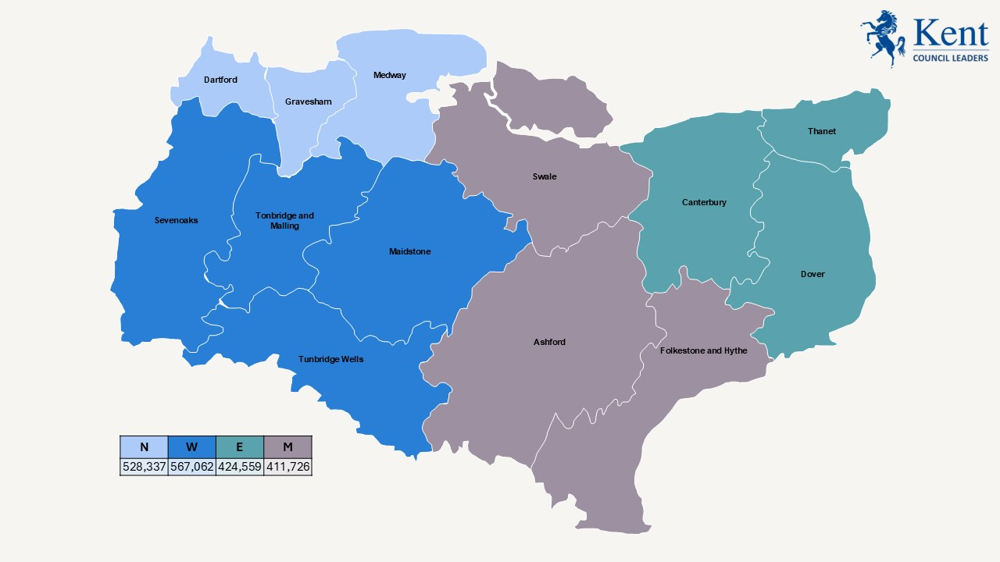 Kent
COUNCIL LEADERS
Dartford
Medway
Gravesham
Thanet
Swale
Canterbury
Sevenoaks
Tonbridge and
Malling
Maidstone
Dover
Ashford
Folkestone and Hythe
Tunbridge Wells
N W E M
528,337 567,062 424,559 411,726